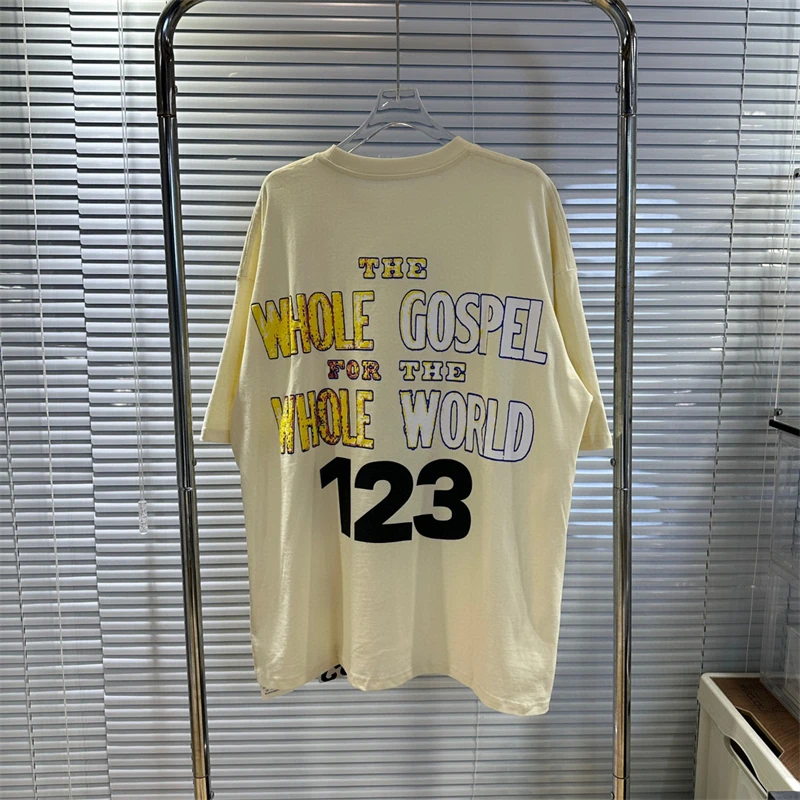 THE
WHOLE GOSPEL
FOR THE
WHOLE WORLD
123